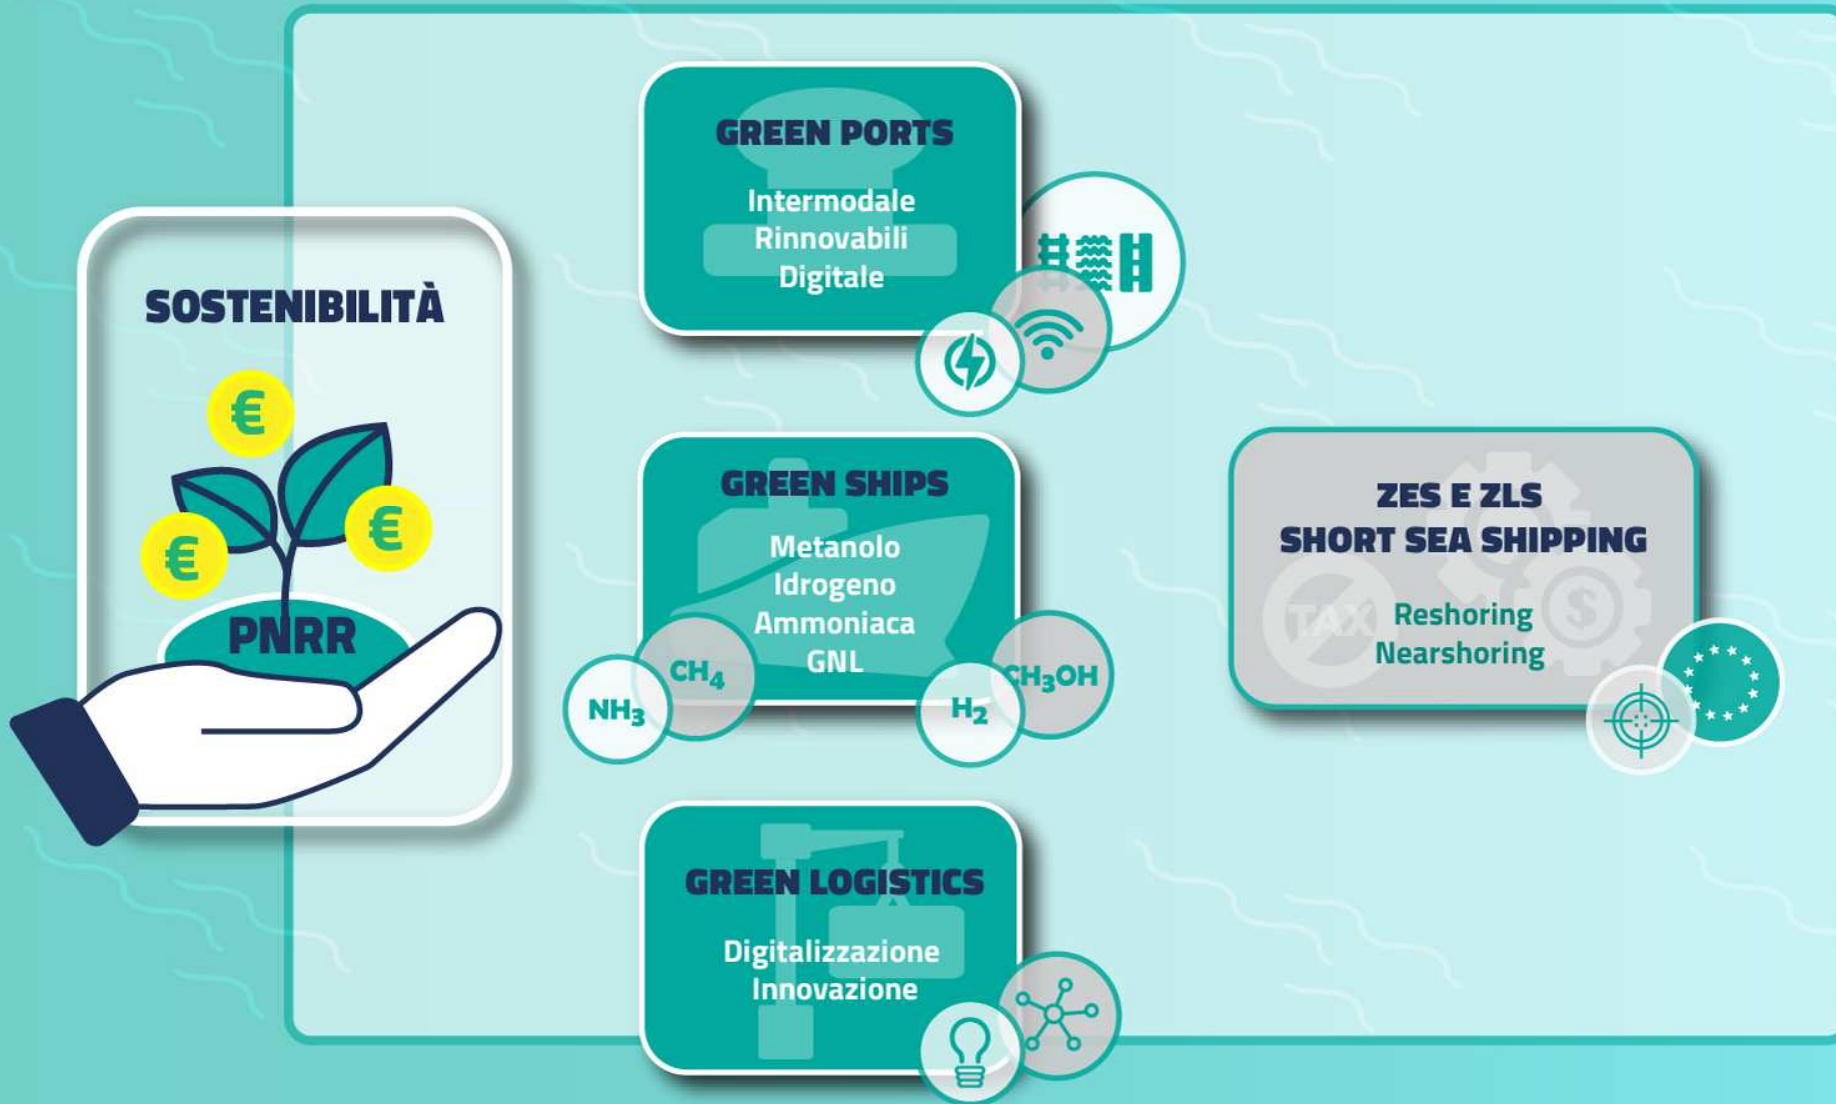 SOSTENIBILITÀ
€
€
€
PNRR
GREEN PORTS
Intermodale
Rinnovabili
Digitale
GREEN SHIPS
Metanolo
Idrogeno
Ammoniaca
GNL
NH₃
CH₄
H₂
CH₃OH
GREEN LOGISTICS
Digitalizzazione
Innovazione
ZES E ZLS
SHORT SEA SHIPPING
TAX
$
Reshoring
Nearshoring